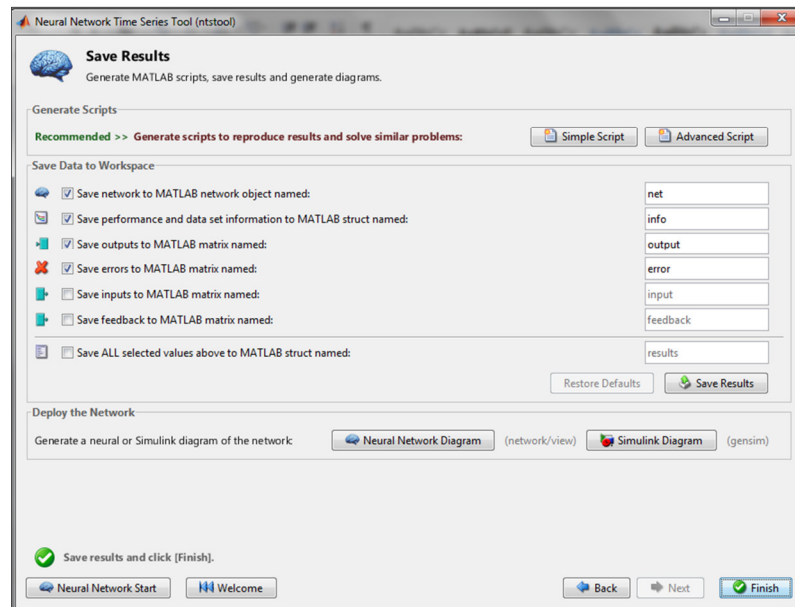 Neural Network Time Series Tool (ntstool)
Save Results
Generate MATLAB scripts, save results and generate diagrams.
Generate Scripts
Recommended >> Generate scripts to reproduce results and solve similar problems: Simple Script Advanced Script
Save Data to Workspace
Save network to MATLAB network object named: net
Save performance and data set information to MATLAB struct named: info
Save outputs to MATLAB matrix named: output
Save errors to MATLAB matrix named: error
Save inputs to MATLAB matrix named: input
Save feedback to MATLAB matrix named: feedback
Save ALL selected values above to MATLAB struct named: results
Restore Defaults Save Results
Deploy the Network
Generate a neural or Simulink diagram of the network: Neural Network Diagram (network/view) Simulink Diagram (gensim)
Save results and click [Finish].
Neural Network Start Welcome Back Next Finish